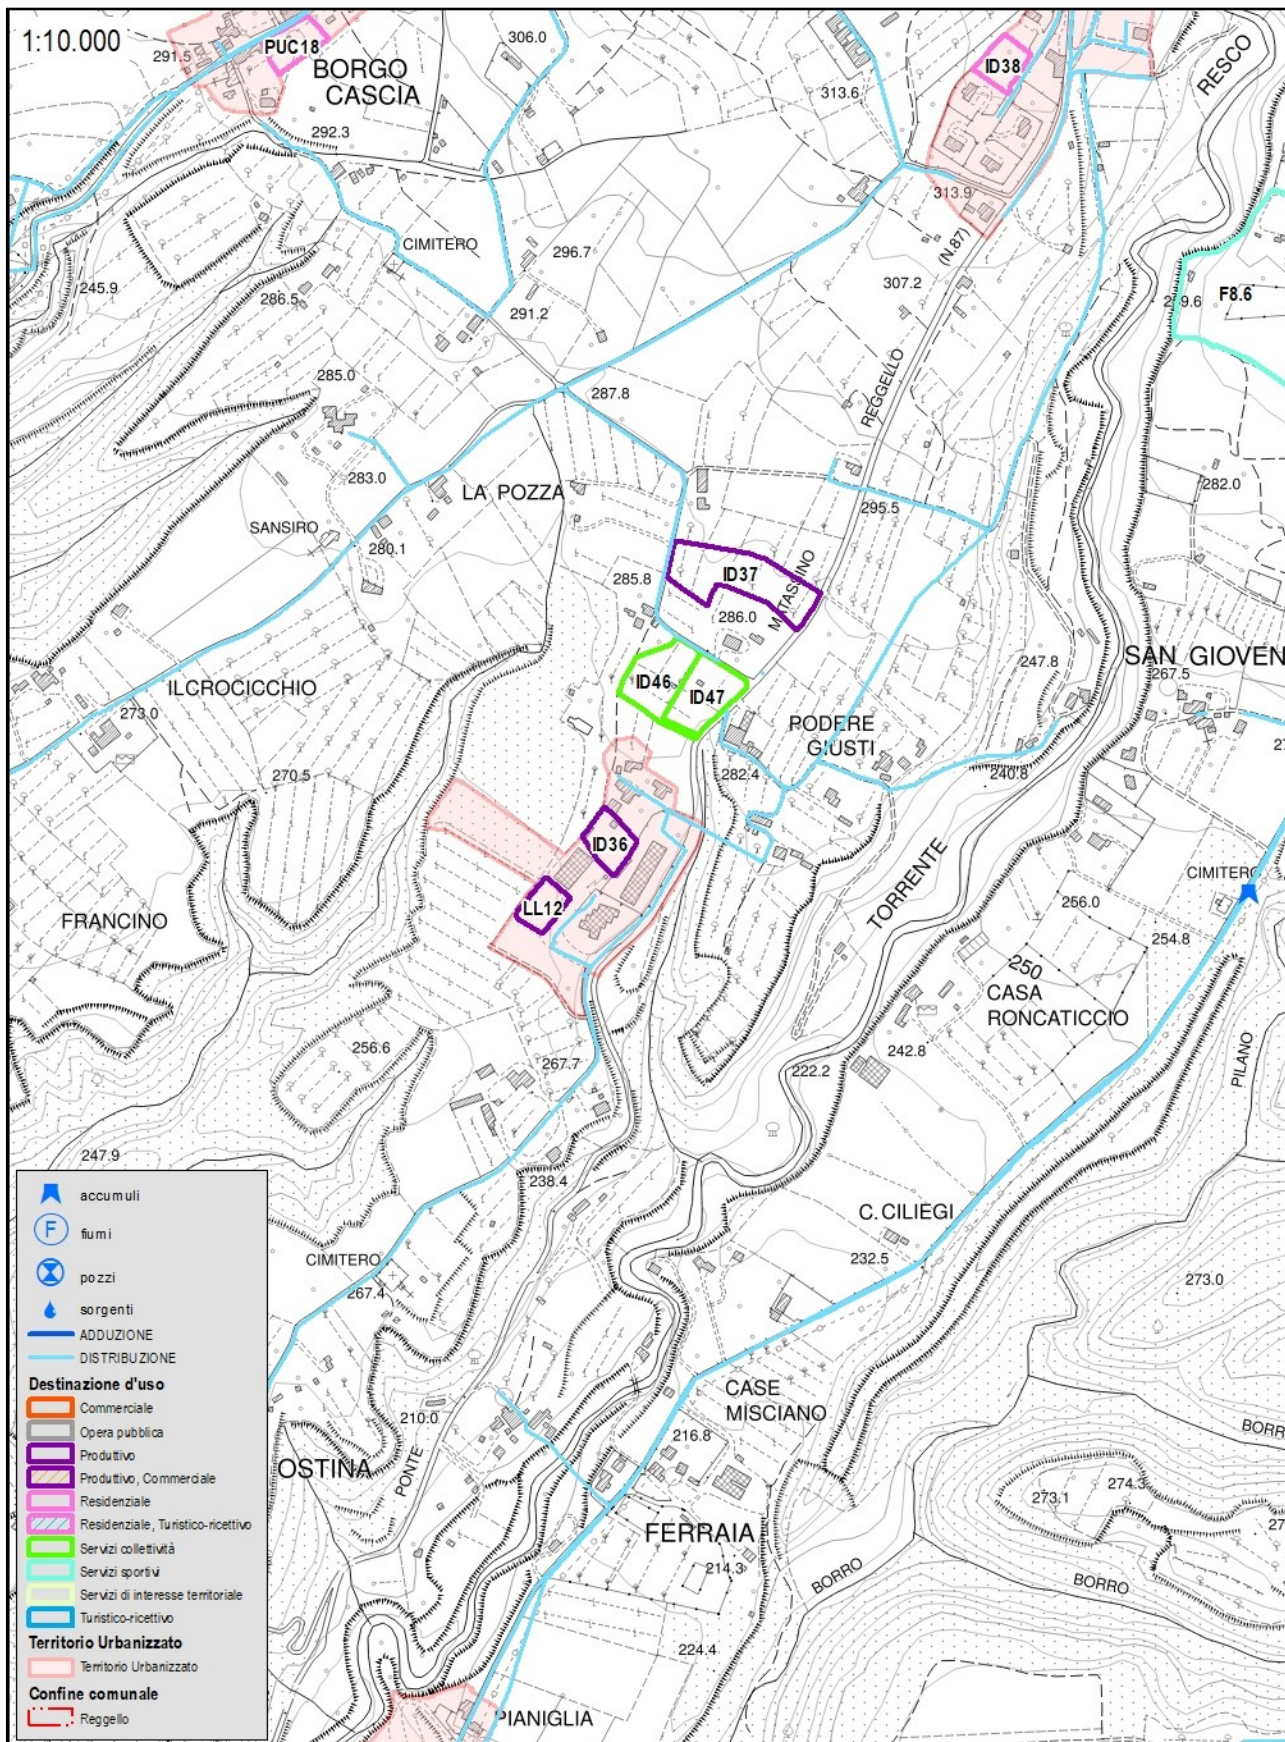 1:10.000
PUC18
306.0
291.5
BORGO
CASCIA
ID38
RESCO
313.6
292.3
313.9
CIMITERO
296.7
(N.87)
245.9
286.5
291.2
307.2
F8.6
285.0
287.8
REGGELLO
283.0
LA POZZA
282.0
SANSIRO
295.5
280.1
285.8
ID37
MATASSINO
286.0
247.8
SAN GIOVEN
267.5
ID46
ID47
ILCROCICCHIO
273.0
PODERE
GIUSTI
270.5
282.4
240.8
ID36
TORRENTE
CIMITERO
LL12
FRANCINO
256.0
254.8
250
CASA
RONCATICCIO
256.6
267.7
242.8
222.2
PILANO
247.9
238.4
C.CILIEGI
232.5
CIMITERO
267.4
273.0
CASE
MISCIANO
210.0
216.8
BORR
OSTINA
PONTE
273.1
274.3
FERRAIA
214.3
BORRO
BORRO
224.4
PIANIGLIA
accumuli
F
fiumi
pozzi
sorgenti
ADDUZIONE
DISTRIBUZIONE
Destinazione d'uso
Commerciale
Opera pubblica
Produttivo
Produttivo, Commerciale
Residenziale
Residenziale, Turistico-ricettivo
Servizi collettività
Servizi sportivi
Servizi di interesse territoriale
Turistico-ricettivo
Territorio Urbanizzato
Territorio Urbanizzato
Confine comunale
Reggello